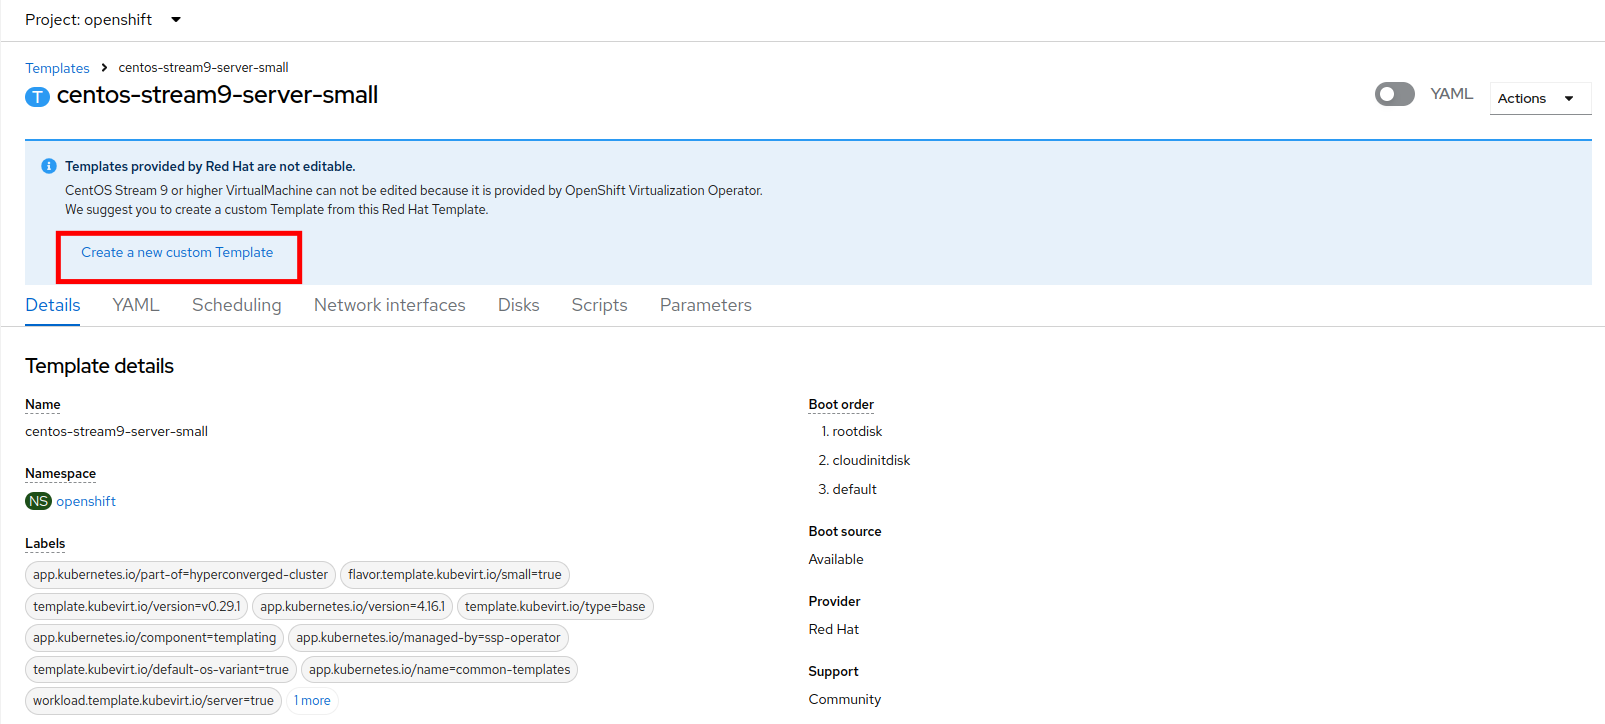 Project: openshift
Templates > centos-stream9-server-small
T centos-stream9-server-small
YAML
Actions
Templates provided by Red Hat are not editable.
CentOS Stream 9 or higher VirtualMachine can not be edited because it is provided by OpenShift Virtualization Operator.
We suggest you to create a custom Template from this Red Hat Template.
Create a new custom Template
Details YAML Scheduling Network interfaces Disks Scripts Parameters
Template details
Name
centos-stream9-server-small
Namespace
NS openshift
Labels
app.kubernetes.io/part-of=hyperconverged-cluster flavor.template.kubevirt.io/small=true
template.kubevirt.io/version=v0.29.1 app.kubernetes.io/version=4.16.1 template.kubevirt.io/type=base
app.kubernetes.io/component=templating app.kubernetes.io/managed-by=ssp-operator
template.kubevirt.io/default-os-variant=true app.kubernetes.io/name=common-templates
workload.template.kubevirt.io/server=true 1 more
Boot order
1. rootdisk
2. cloudinitdisk
3. default
Boot source
Available
Provider
Red Hat
Support
Community